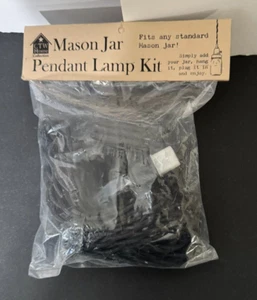 Mason Jar
Pendant Lamp Kit
Fits any standard
Mason jar!
Simply add
your jar, hang
it, plug it in
and enjoy.